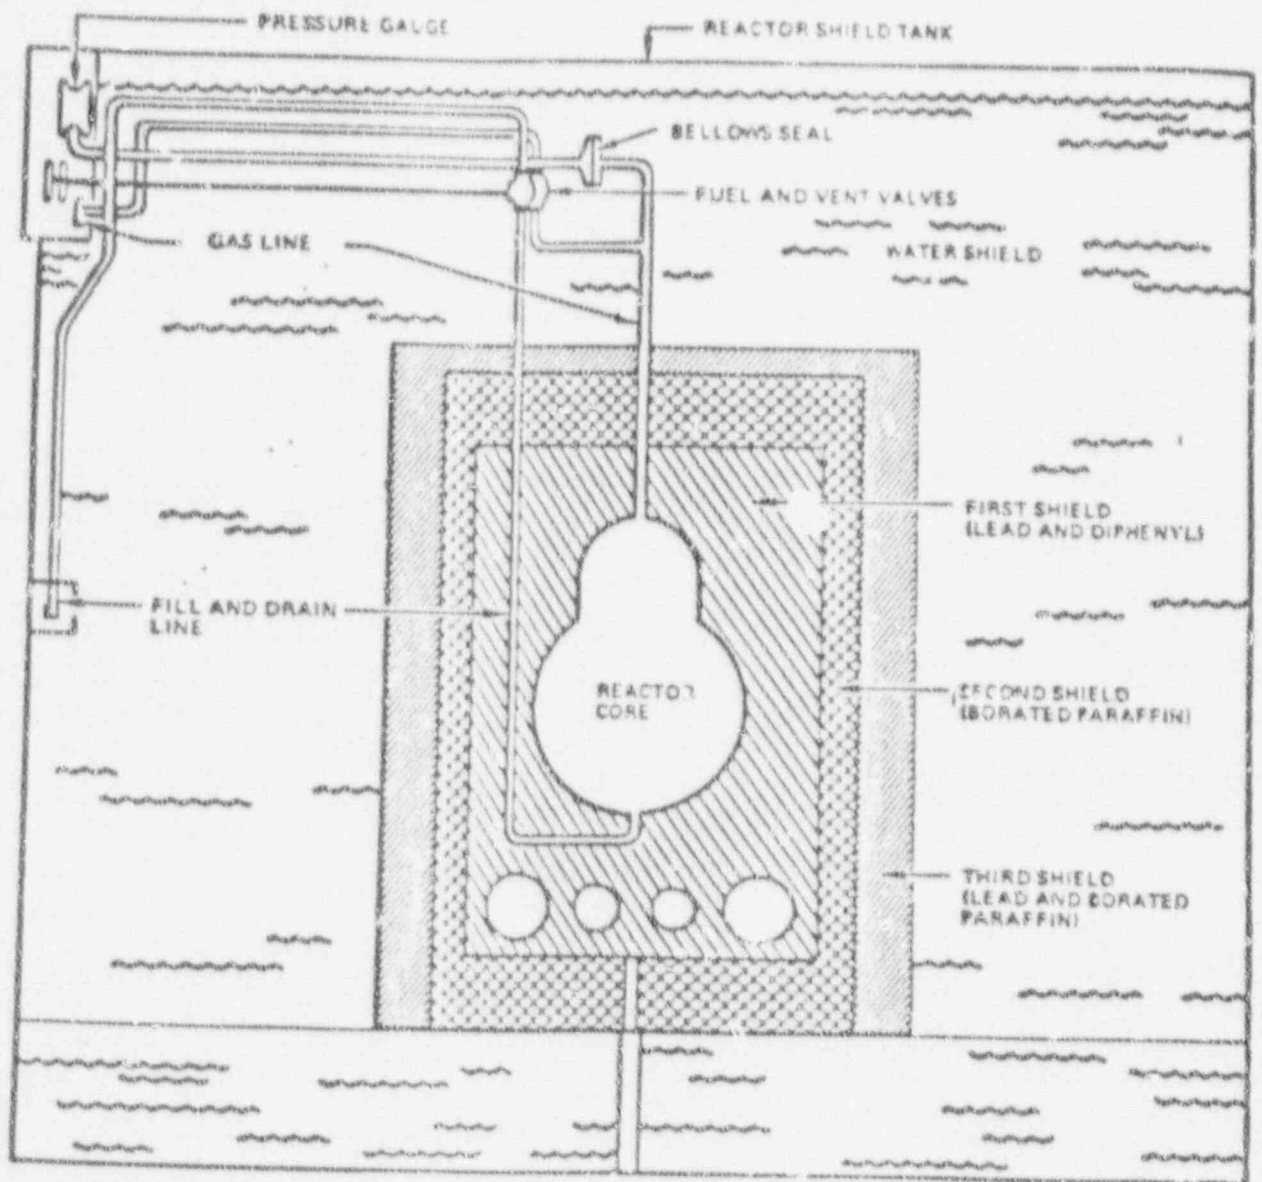 PRESSURE GAUGE
REACTOR SHIELD TANK
BELLOWS SEAL
FUEL AND VENT VALVES
GAS LINE
WATER SHIELD
FIRST SHIELD
(LEAD AND DIPHENYL)
FILL AND DRAIN
LINE
REACTOR
CORE
SECOND SHIELD
(BORATED PARAFFIN)
THIRD SHIELD
(LEAD AND BORATED
PARAFFIN)